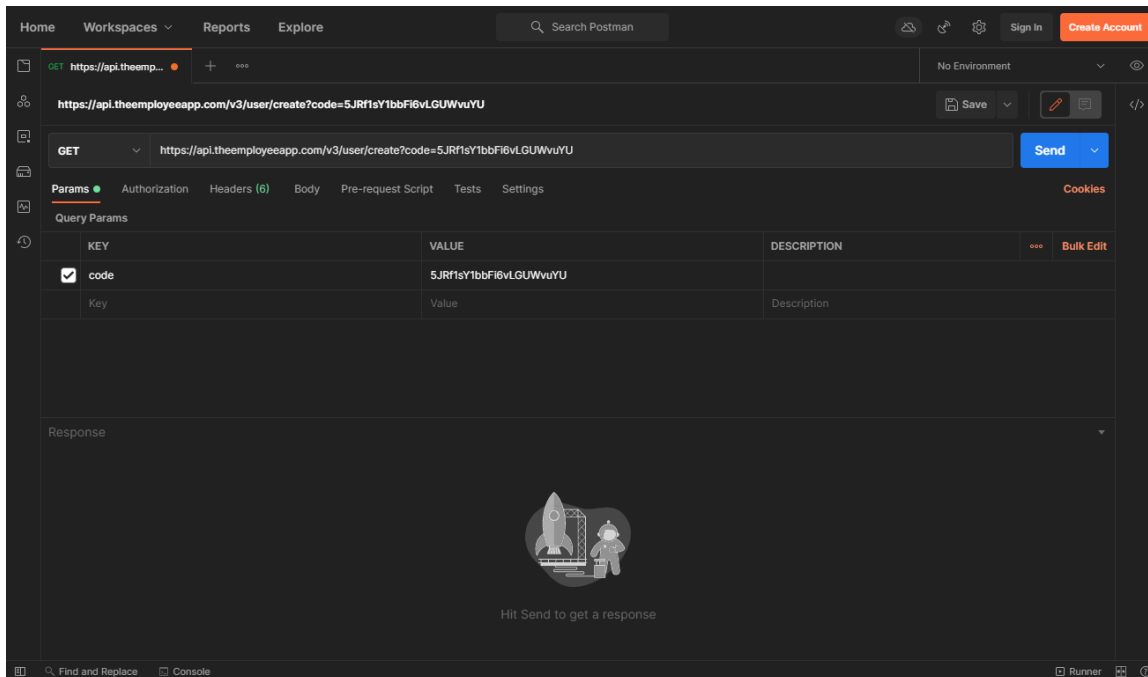 Home Workspaces Reports Explore Search Postman Sign In Create Account
GET https://api.theemp... No Environment
https://api.theemployeeapp.com/v3/user/create?code=5JRf1sY1bbFi6vLGUWvuYU Save
GET https://api.theemployeeapp.com/v3/user/create?code=5JRf1sY1bbFi6vLGUWvuYU Send
Params Authorization Headers (6) Body Pre-request Script Tests Settings Cookies
Query Params
KEY VALUE DESCRIPTION Bulk Edit
code 5JRf1sY1bbFi6vLGUWvuYU
Key Value Description
Response
Hit Send to get a response
Find and Replace Console Runner